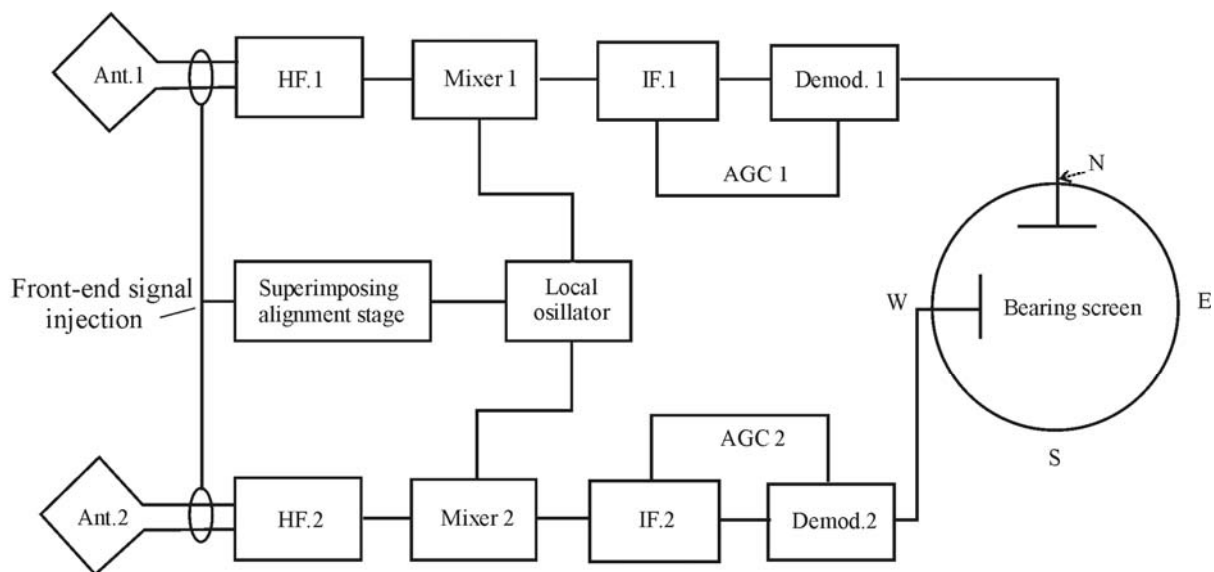 Ant.1
HF.1
Mixer 1
IF.1
Demod. 1
AGC 1
N
Front-end signal
injection
Superimposing
alignment stage
Local
osillator
W
Bearing screen
E
S
AGC 2
Ant.2
HF.2
Mixer 2
IF.2
Demod.2